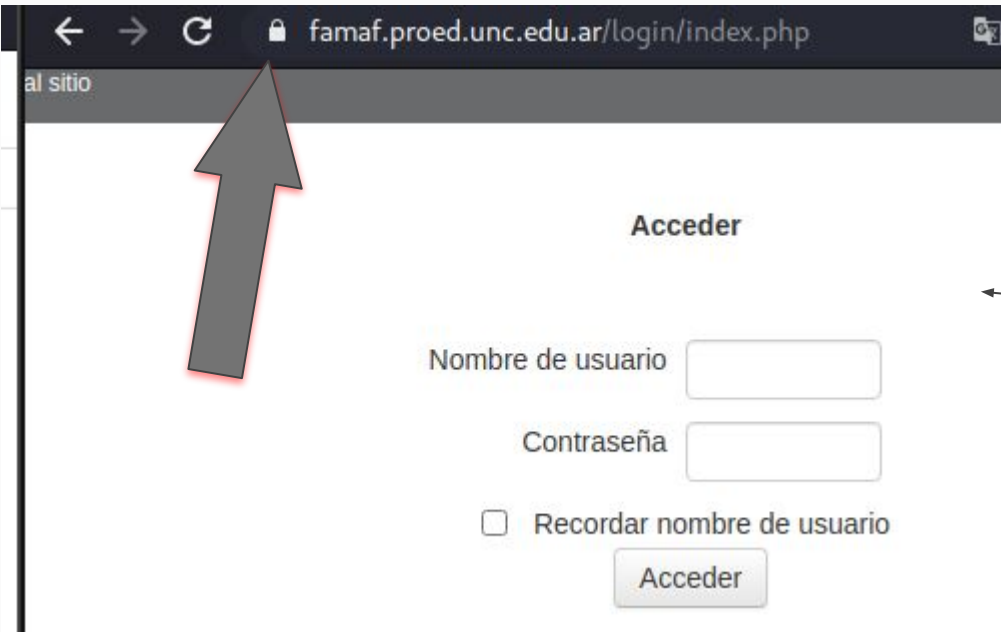 famaf.proed.unc.edu.ar/login/index.php
al sitio
Acceder
Nombre de usuario
Contraseña
Recordar nombre de usuario
Acceder